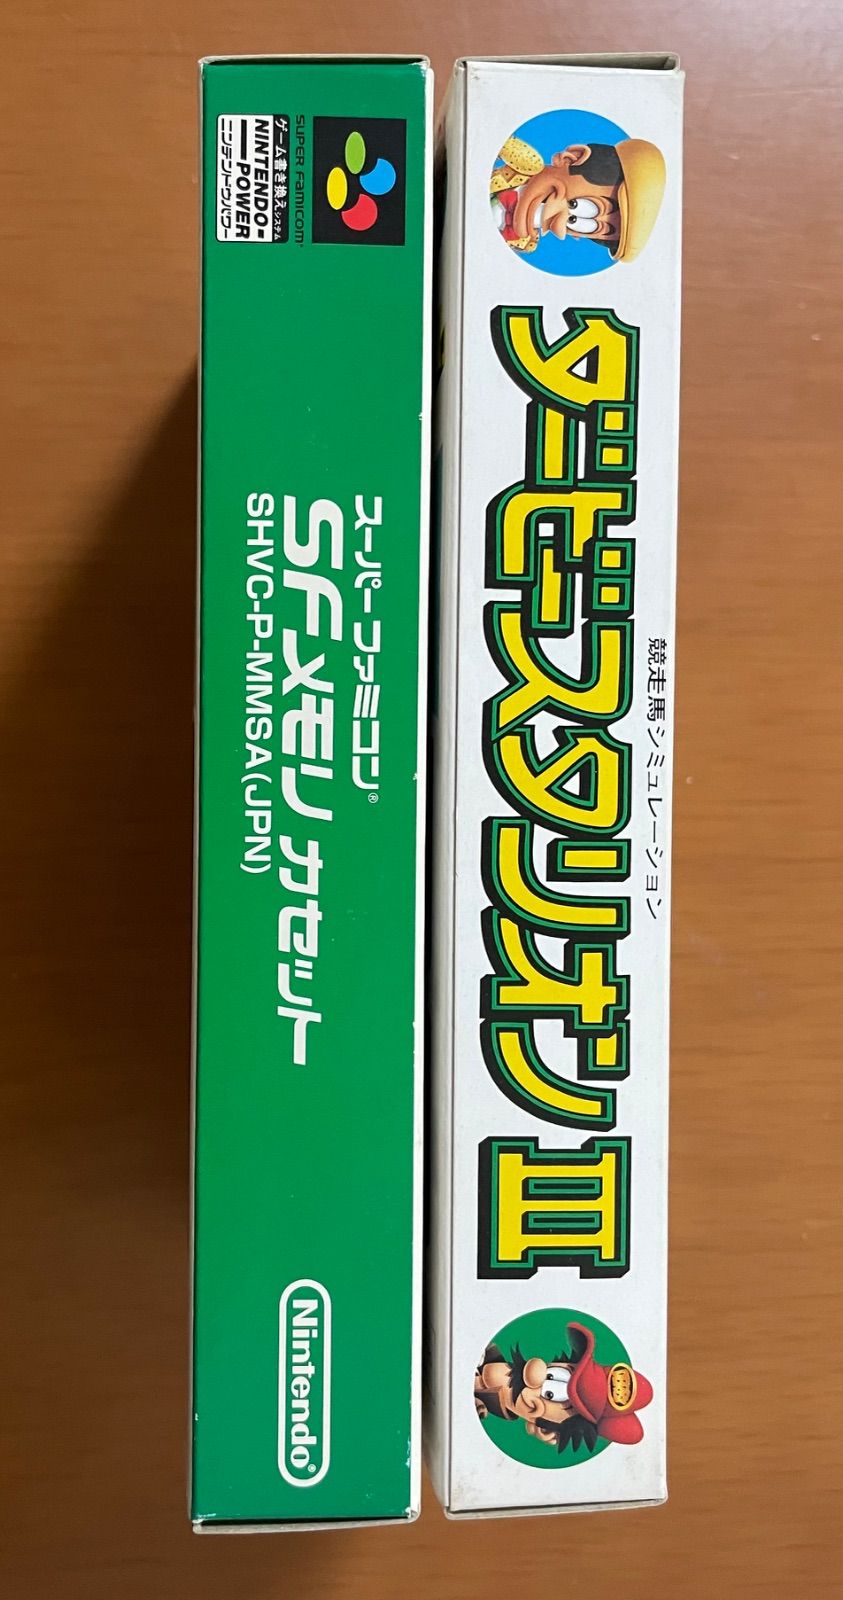 SUPER FAMICOM
ゲーム書き換えシステム
NINTENDO
POWER
ニンテンドウパワー
スーパーファミコン®
SFメモリカセット
SHVC-P-MMSA(JPN)
Nintendo®
競走馬シミュレーション
ダービースタリオンIII